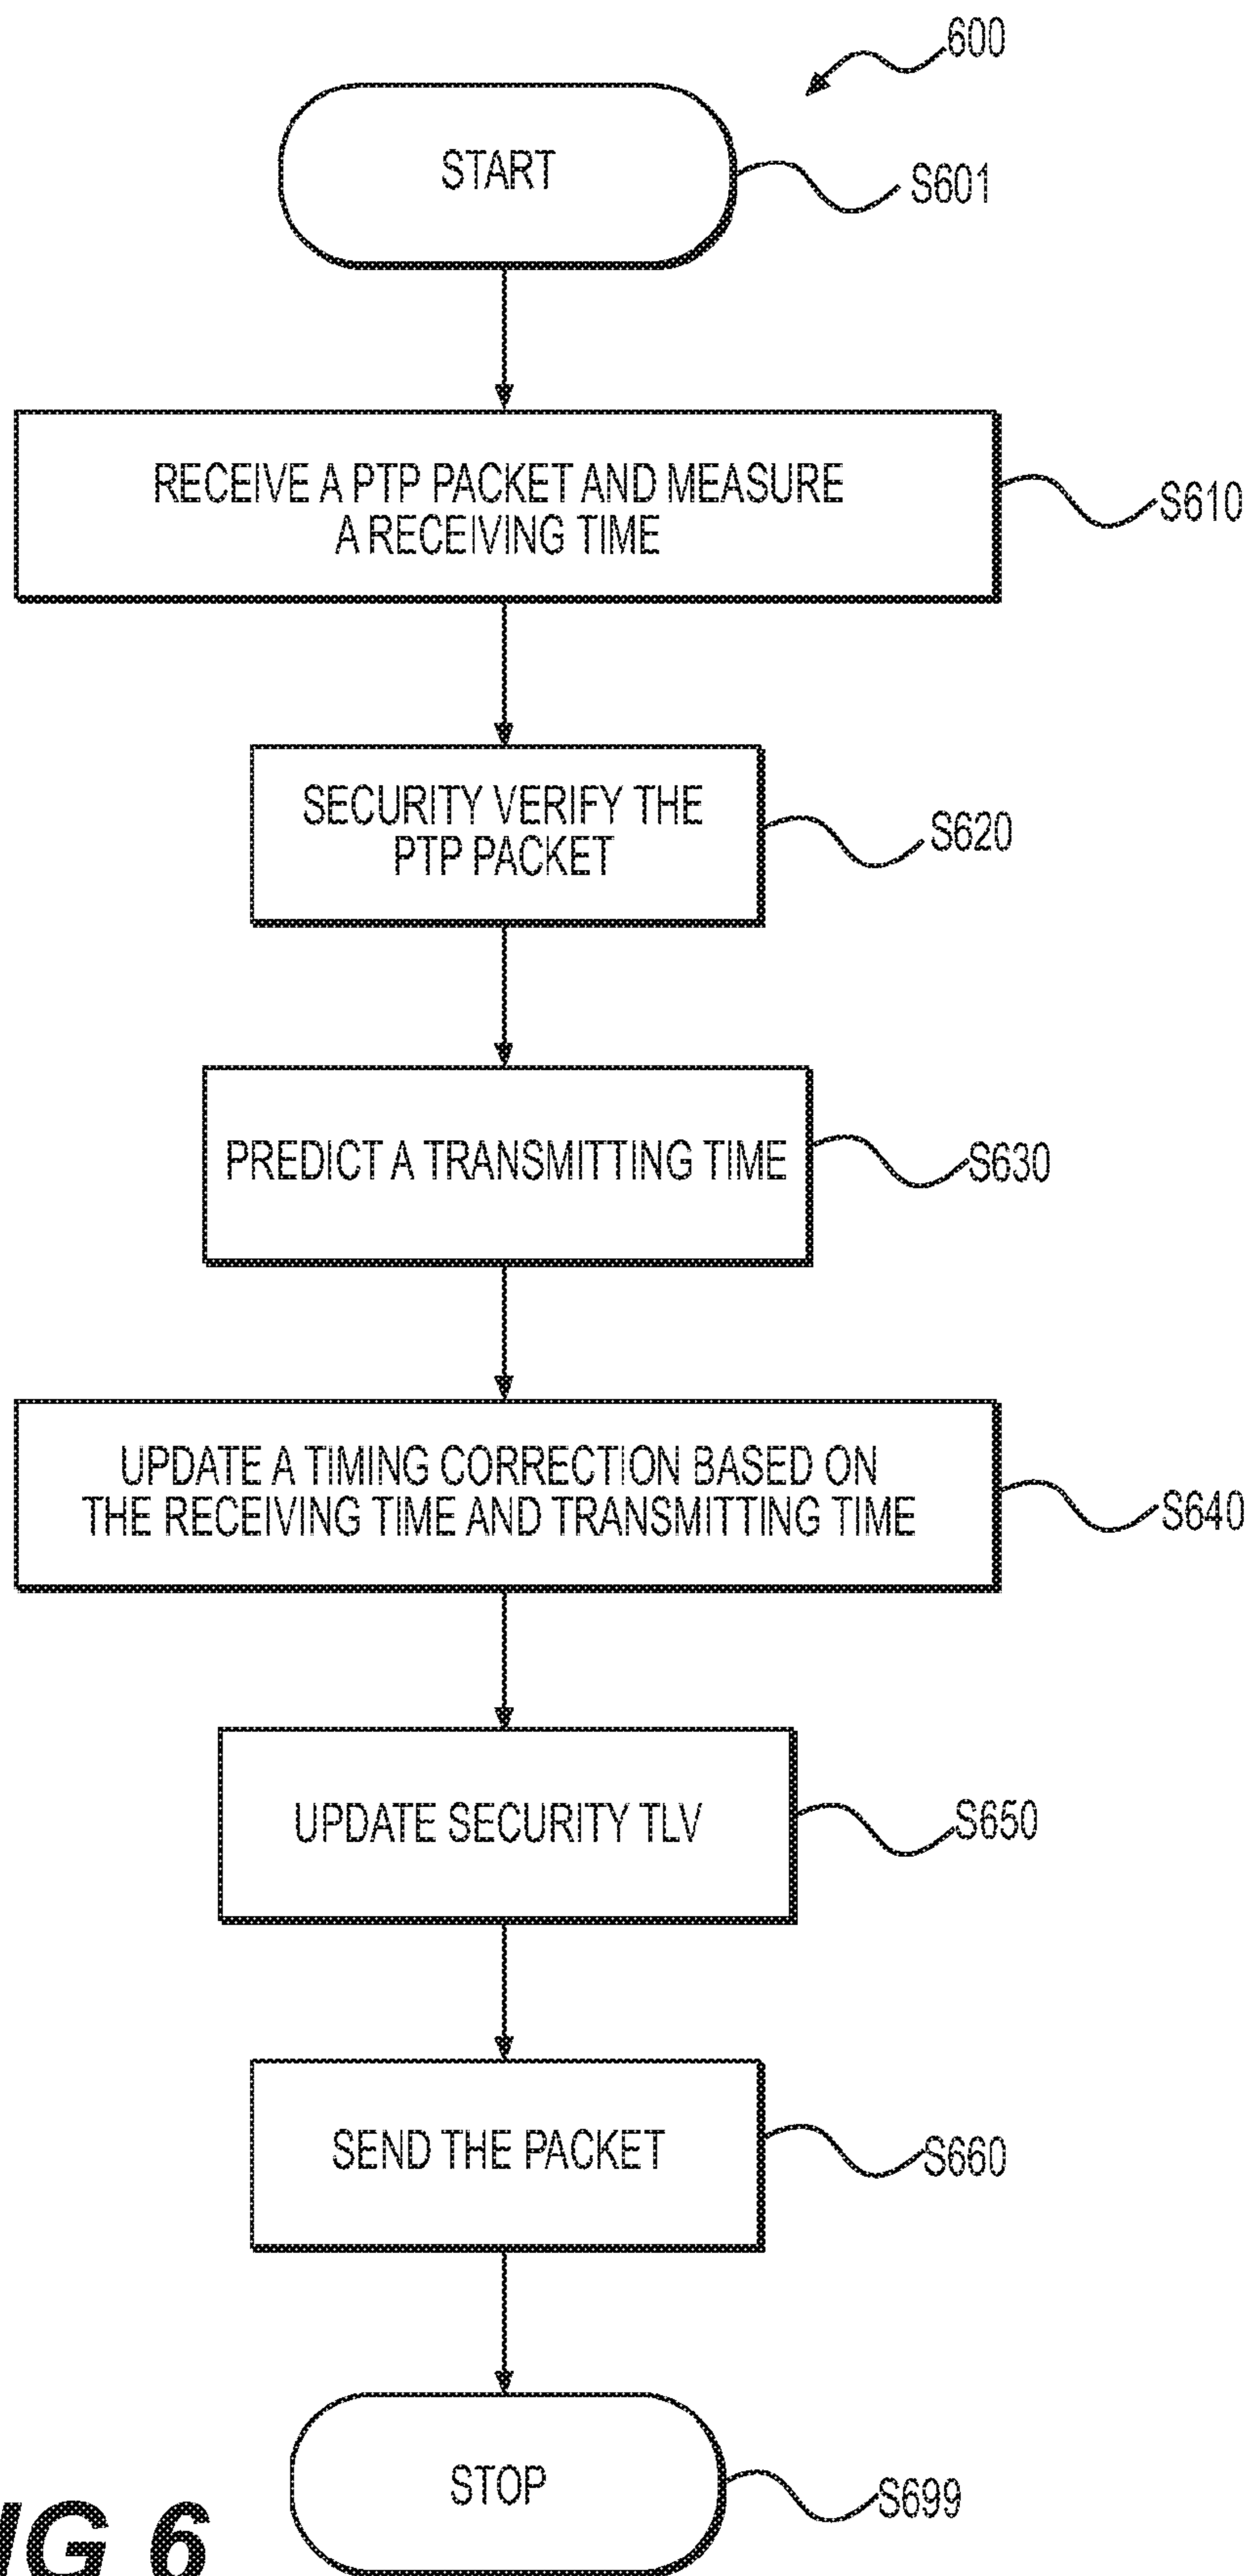 600
START
S601
RECEIVE A PTP PACKET AND MEASURE
A RECEIVING TIME
S610
SECURITY VERIFY THE
PTP PACKET
S620
PREDICT A TRANSMITTING TIME
S630
UPDATE A TIMING CORRECTION BASED ON
THE RECEIVING TIME AND TRANSMITTING TIME
S640
UPDATE SECURITY TLV
S650
SEND THE PACKET
S660
STOP
S699
IG 6